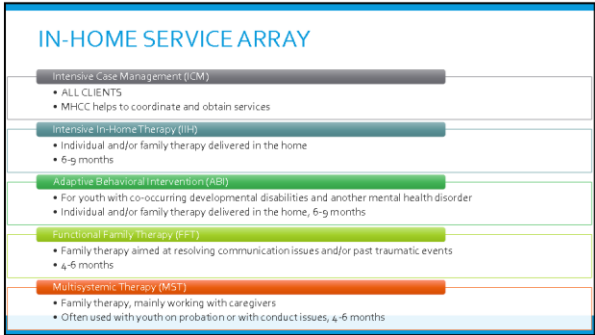 IN-HOME SERVICE ARRAY
Intensive Case Management (ICM)
• ALL CLIENTS
• MHCC helps to coordinate and obtain services
Intensive In-Home Therapy (IIH)
• Individual and/or family therapy delivered in the home
• 6-9 months
Adaptive Behavioral Intervention (ABI)
• For youth with co-occurring developmental disabilities and another mental health disorder
• Individual and/or family therapy delivered in the home, 6-9 months
Functional Family Therapy (FFT)
• Family therapy aimed at resolving communication issues and/or past traumatic events
• 4-6 months
Multisystemic Therapy (MST)
• Family therapy, mainly working with caregivers
• Often used with youth on probation or with conduct issues, 4-6 months